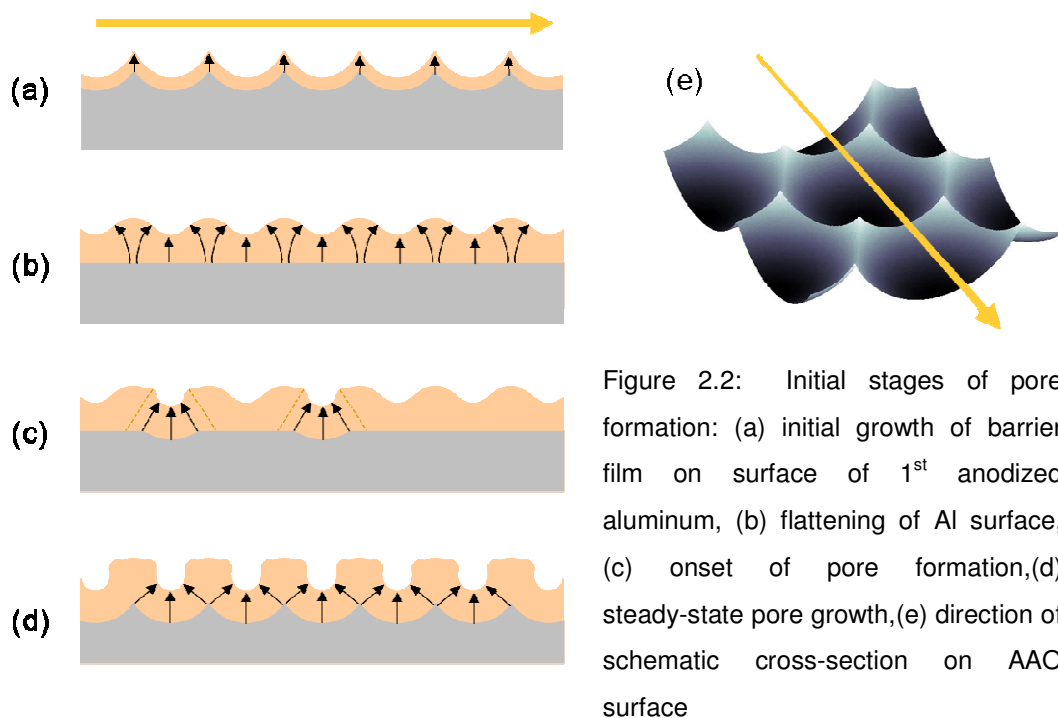 (a)
(b)
(c)
(d)
(e)
Figure 2.2: Initial stages of pore
formation: (a) initial growth of barrier
film on surface of 1st anodized
aluminum, (b) flattening of Al surface,
(c) onset of pore formation,(d)
steady-state pore growth,(e) direction of
schematic cross-section on AAO
surface